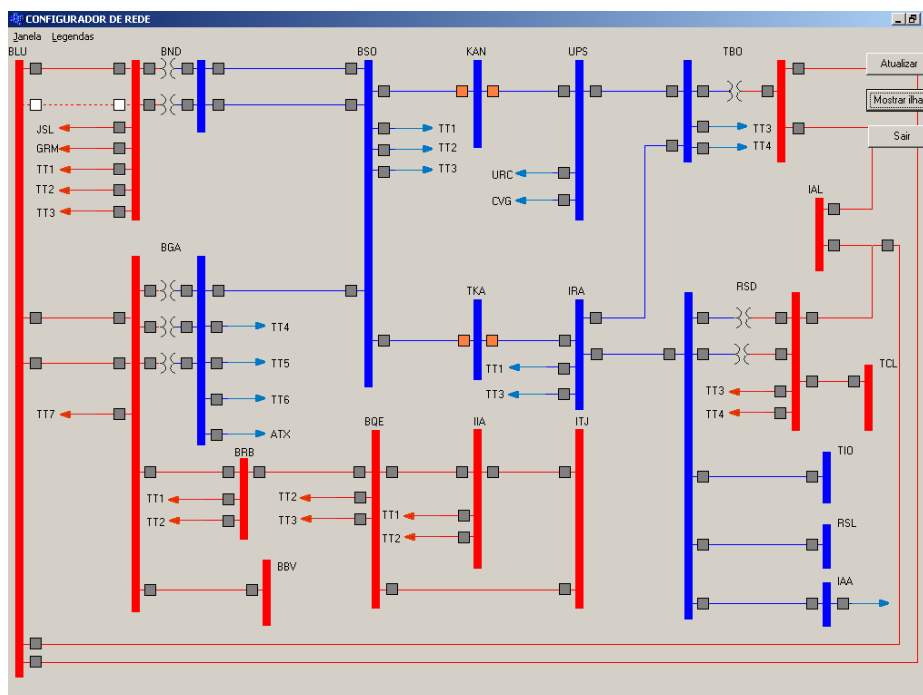 CONFIGURADOR DE REDE
Janela Legendas
BLU BND BSO KAN UPS TBO
Atualizar
Mostrar ilha
Sair
JSL
GRM
TT1
TT2
TT3
TT1
TT2
TT3
URC
CVG
TT3
TT4
IAL
BGA
TKA IRA RSD
TT4
TT5
TT6
ATX
TT7
TT1
TT3
TT3
TT4
TCL
BRB BQE IIA ITJ
TT1
TT2
TT2
TT3
TT1
TT2
TIO
RSL
IAA
BBV